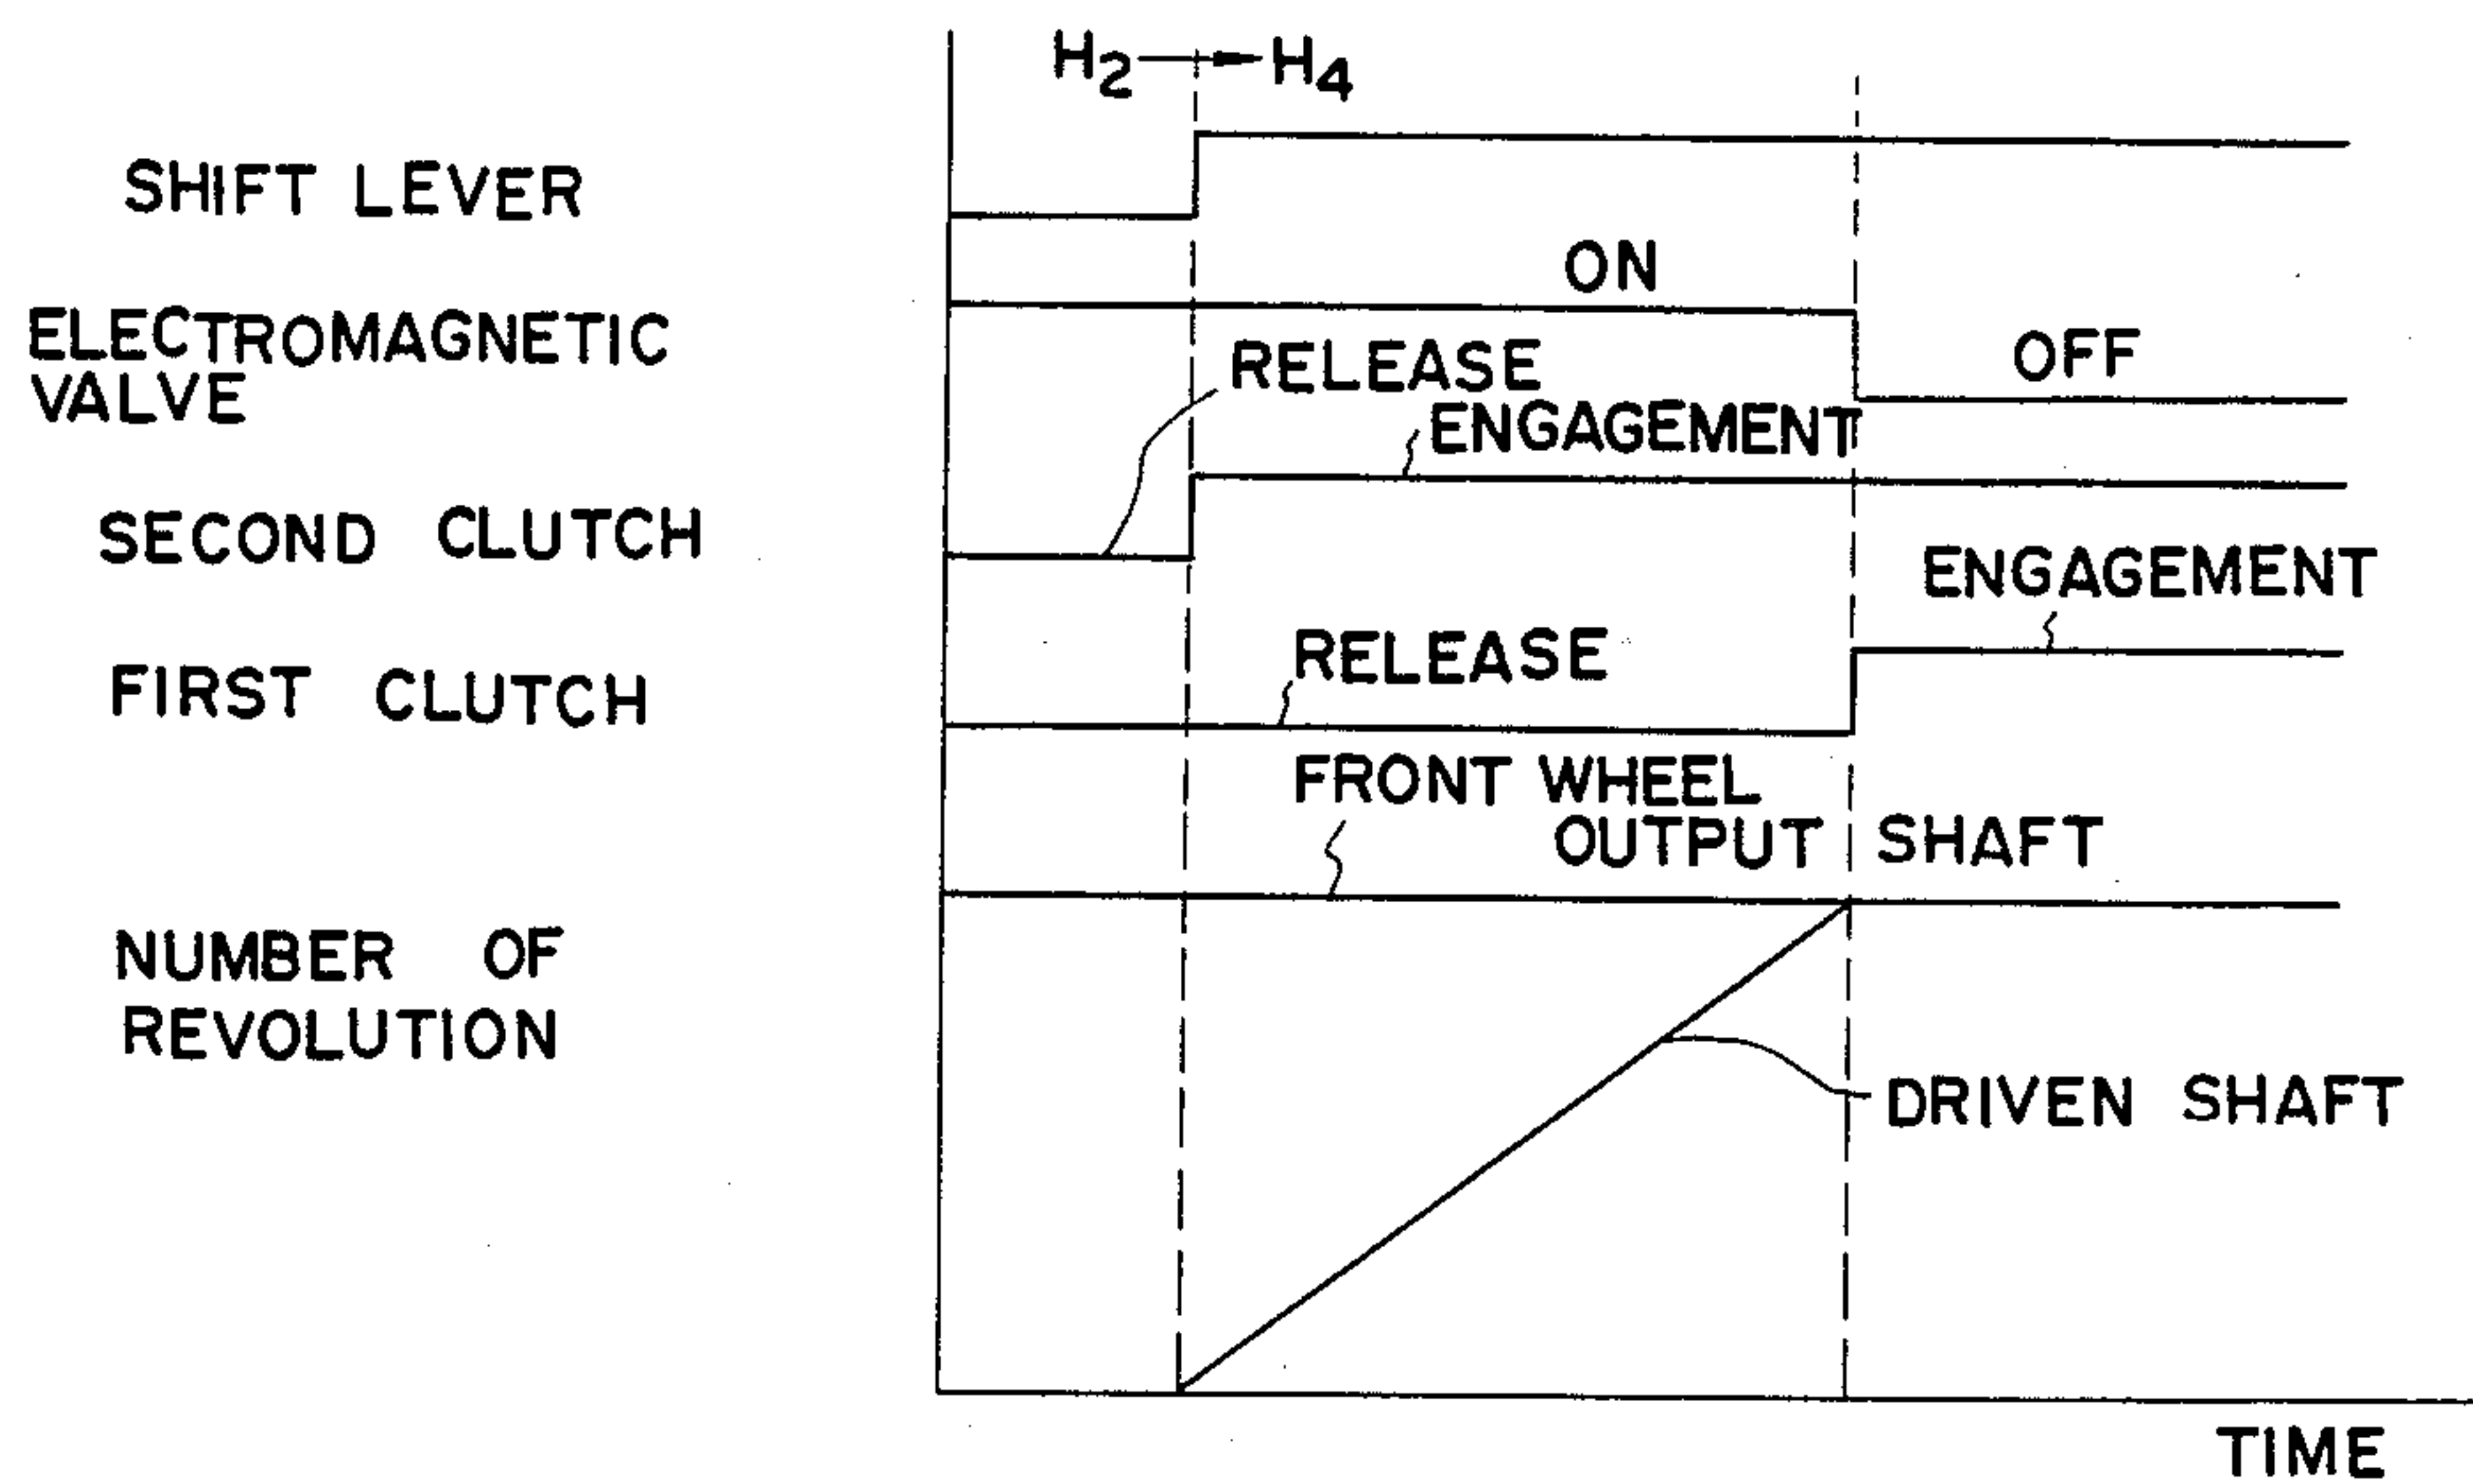 H₂ → H₄
SHIFT LEVER
ON
ELECTROMAGNETIC
VALVE
OFF
RELEASE
ENGAGEMENT
SECOND CLUTCH
ENGAGEMENT
FIRST CLUTCH
RELEASE
FRONT WHEEL
OUTPUT SHAFT
NUMBER OF
REVOLUTION
DRIVEN SHAFT
TIME